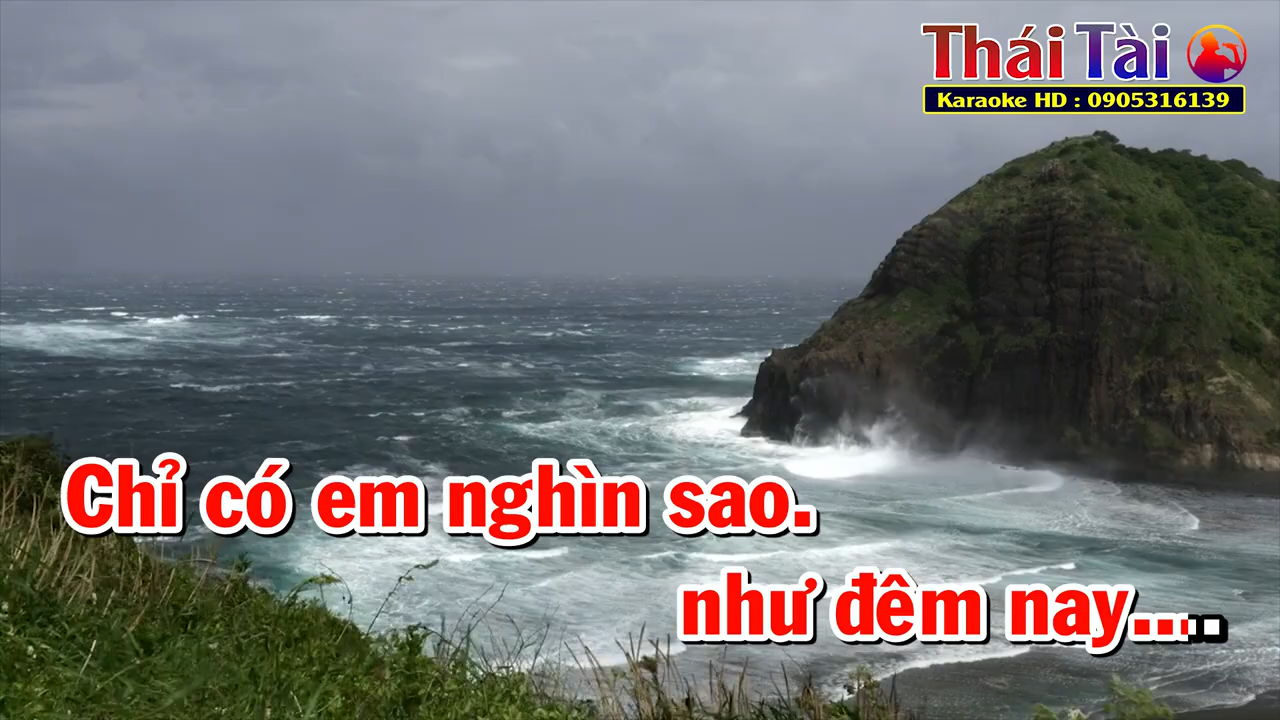 Thái Tài
Karaoke HD : 0905316139
Chỉ có em nghìn sao.
như đêm nay.....